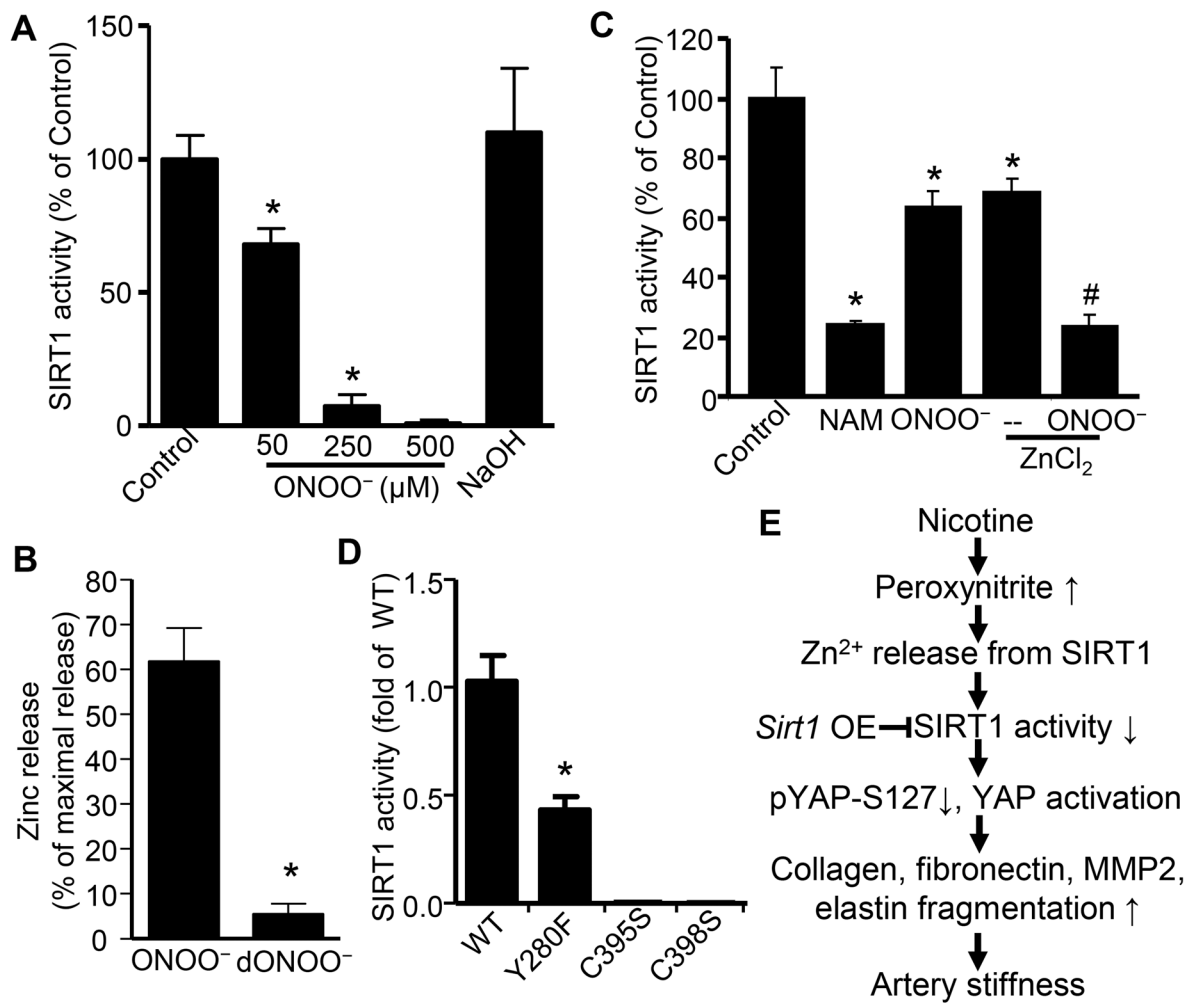 A
SIRT1 activity (% of Control)
150
100
50
0
*
*
Control
50 250 500
NaOH
ONOO⁻ (μM)
C
SIRT1 activity (% of Control)
120
100
80
60
40
20
0
*
*
*
#
Control
NAM ONOO⁻ -- ONOO⁻
ZnCl₂
B
Zinc release
(% of maximal release)
80
70
60
50
40
30
20
10
0
*
ONOO⁻ dONOO⁻
D
SIRT1 activity (fold of WT)
1.5
1.0
0.5
0.0
*
WT
Y280F
C395S
C398S
E
Nicotine
Peroxynitrite ↑
Zn²⁺ release from SIRT1
Sirt1 OE SIRT1 activity ↓
pYAP-S127↓, YAP activation
Collagen, fibronectin, MMP2,
elastin fragmentation ↑
Artery stiffness